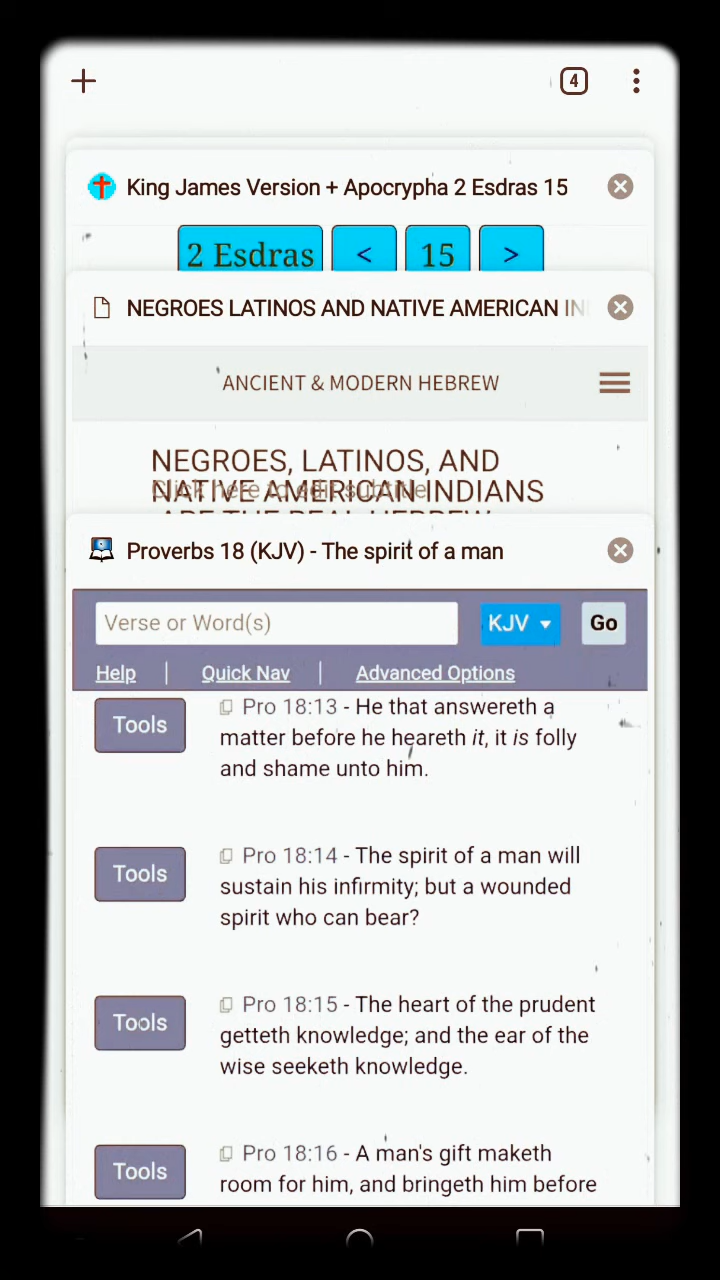 4
King James Version + Apocrypha 2 Esdras 15
2 Esdras < 15 >
NEGROES LATINOS AND NATIVE AMERICAN IN
ANCIENT & MODERN HEBREW
NEGROES, LATINOS, AND
Click here to edit subtitle
NATIVE AMERICAN INDIANS
ARE THE REAL HEBREW
Proverbs 18 (KJV) - The spirit of a man
Verse or Word(s) KJV Go
Help | Quick Nav | Advanced Options
Tools
Pro 18:13 - He that answereth a
matter before he heareth it, it is folly
and shame unto him.
Tools
Pro 18:14 - The spirit of a man will
sustain his infirmity; but a wounded
spirit who can bear?
Tools
Pro 18:15 - The heart of the prudent
getteth knowledge; and the ear of the
wise seeketh knowledge.
Tools
Pro 18:16 - A man's gift maketh
room for him, and bringeth him before